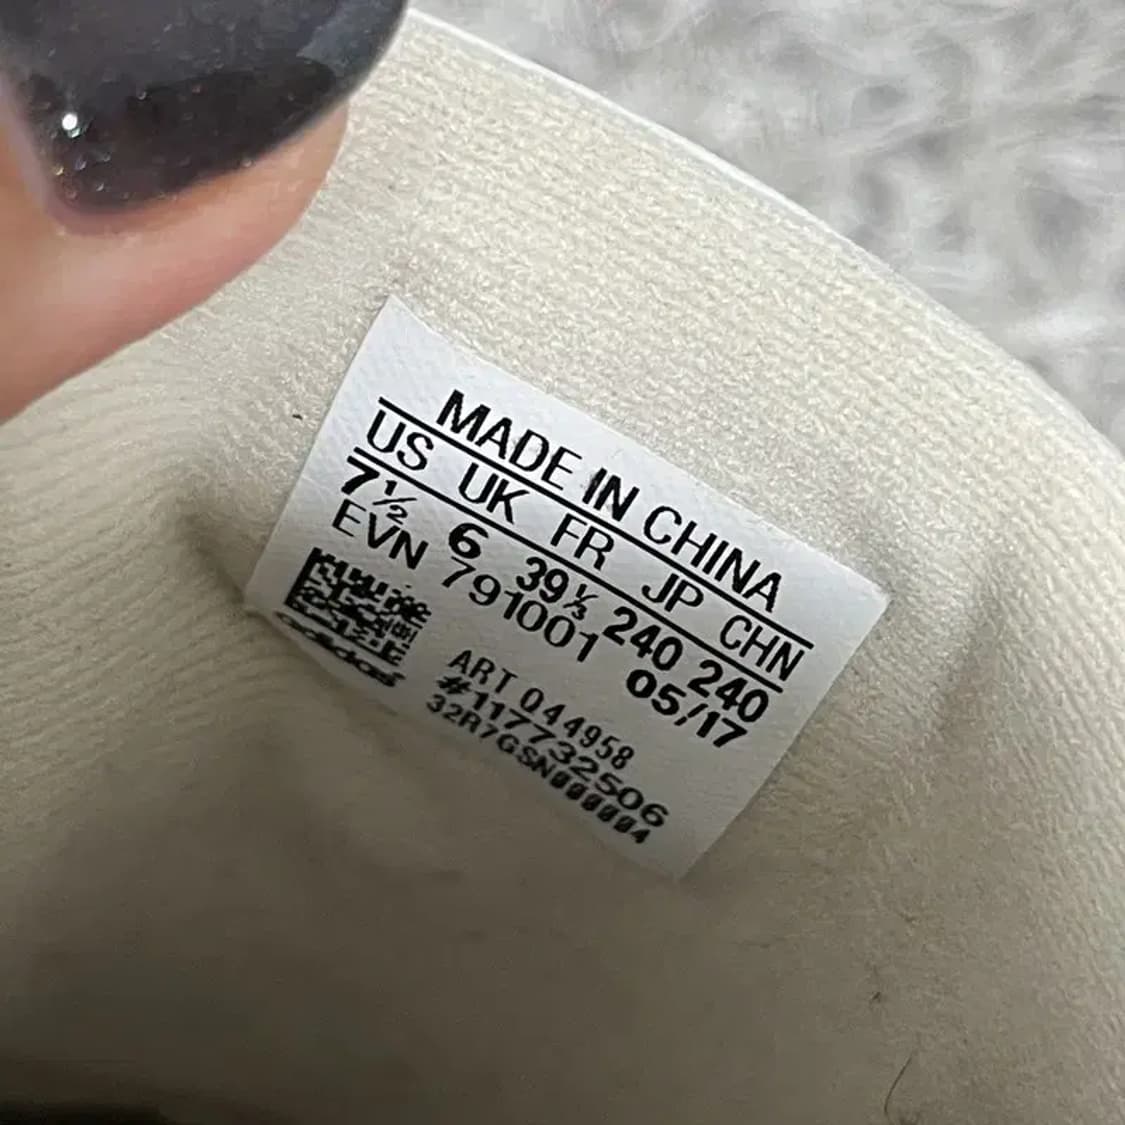 MADE IN CHINA
US UK FR JP CHN
7½ 6 39⅓ 240 240
EVN 791001 05/17
adidas
ART 044958
#117732506
32R7GSN000004